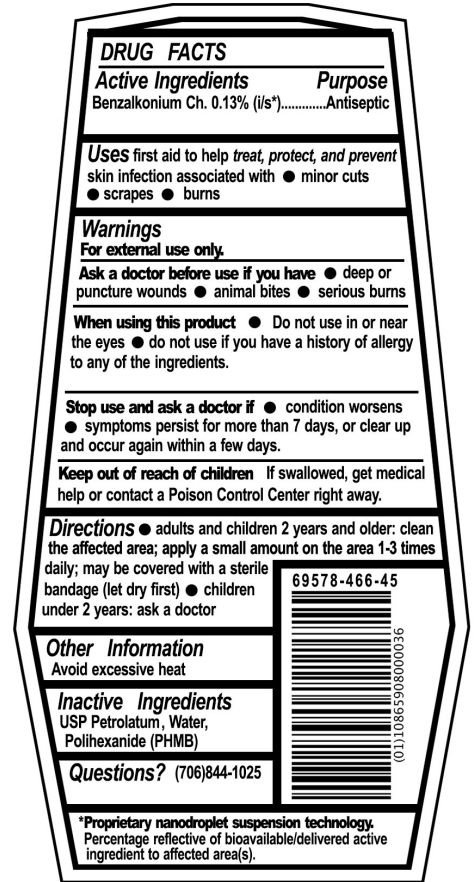 DRUG FACTS
Active Ingredients Purpose
Benzalkonium Ch. 0.13% (i/s*).............Antiseptic
Uses first aid to help treat, protect, and prevent
skin infection associated with ● minor cuts
● scrapes ● burns
Warnings
For external use only.
Ask a doctor before use if you have ● deep or
puncture wounds ● animal bites ● serious burns
When using this product ● Do not use in or near
the eyes ● do not use if you have a history of allergy
to any of the ingredients.
Stop use and ask a doctor if ● condition worsens
● symptoms persist for more than 7 days, or clear up
and occur again within a few days.
Keep out of reach of children If swallowed, get medical
help or contact a Poison Control Center right away.
Directions ● adults and children 2 years and older: clean
the affected area; apply a small amount on the area 1-3 times
daily; may be covered with a sterile
bandage (let dry first) ● children
under 2 years: ask a doctor
69578-466-45
(01)10865908000036
Other Information
Avoid excessive heat
Inactive Ingredients
USP Petrolatum, Water,
Polihexanide (PHMB)
Questions? (706)844-1025
*Proprietary nanodroplet suspension technology.
Percentage reflective of bioavailable/delivered active
ingredient to affected area(s).